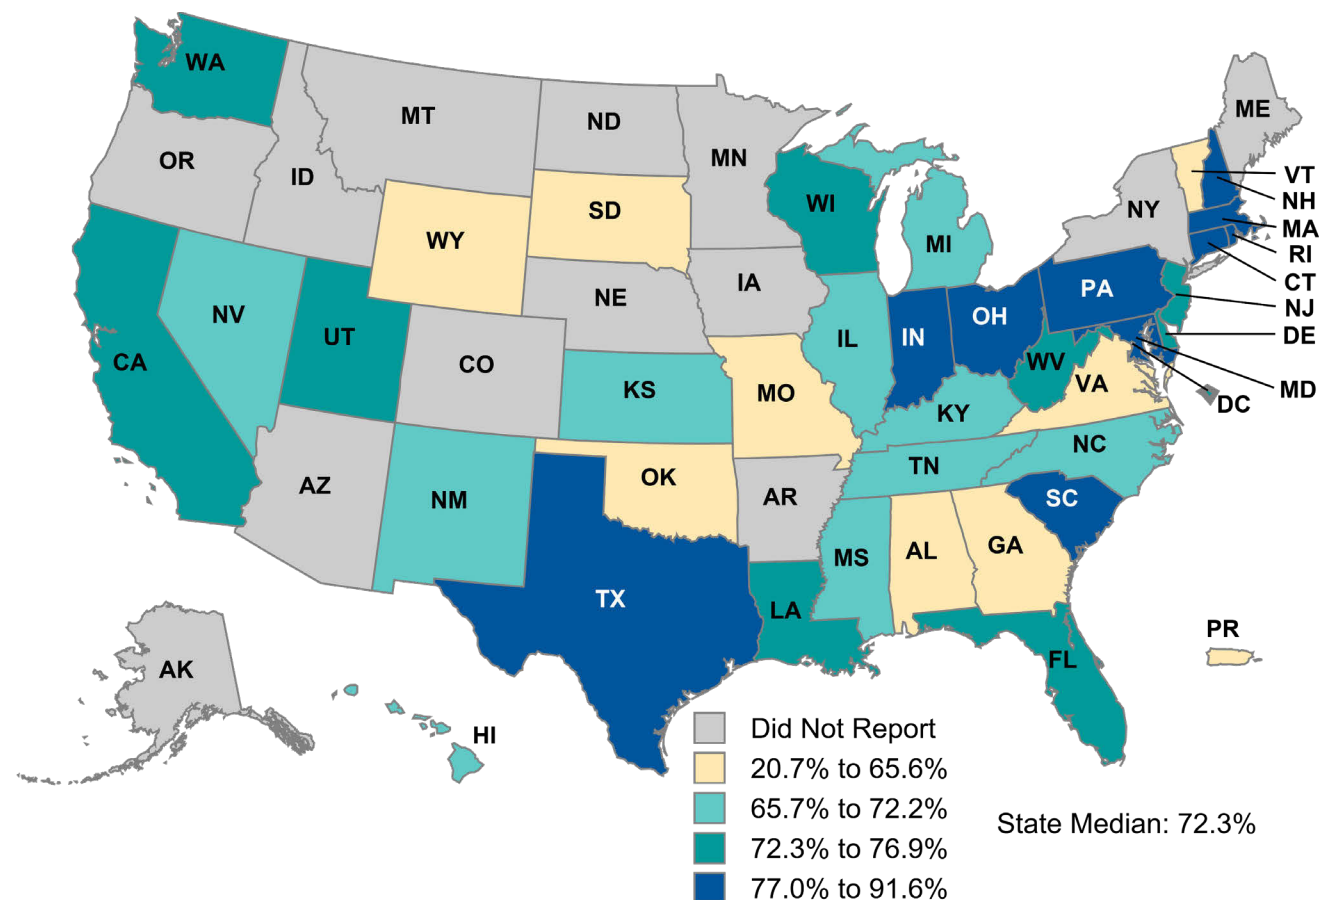 WA
MT
ND
MN
ME
OR
ID
SD
WI
MI
NY
VT
NH
MA
RI
CT
NJ
DE
MD
DC
WY
IA
NE
PA
OH
IN
IL
NV
UT
CO
CA
KS
MO
WV
VA
KY
NC
TN
AZ
NM
OK
AR
SC
MS
AL
GA
TX
LA
FL
PR
AK
HI
Did Not Report
20.7% to 65.6%
65.7% to 72.2%
72.3% to 76.9%
77.0% to 91.6%
State Median: 72.3%